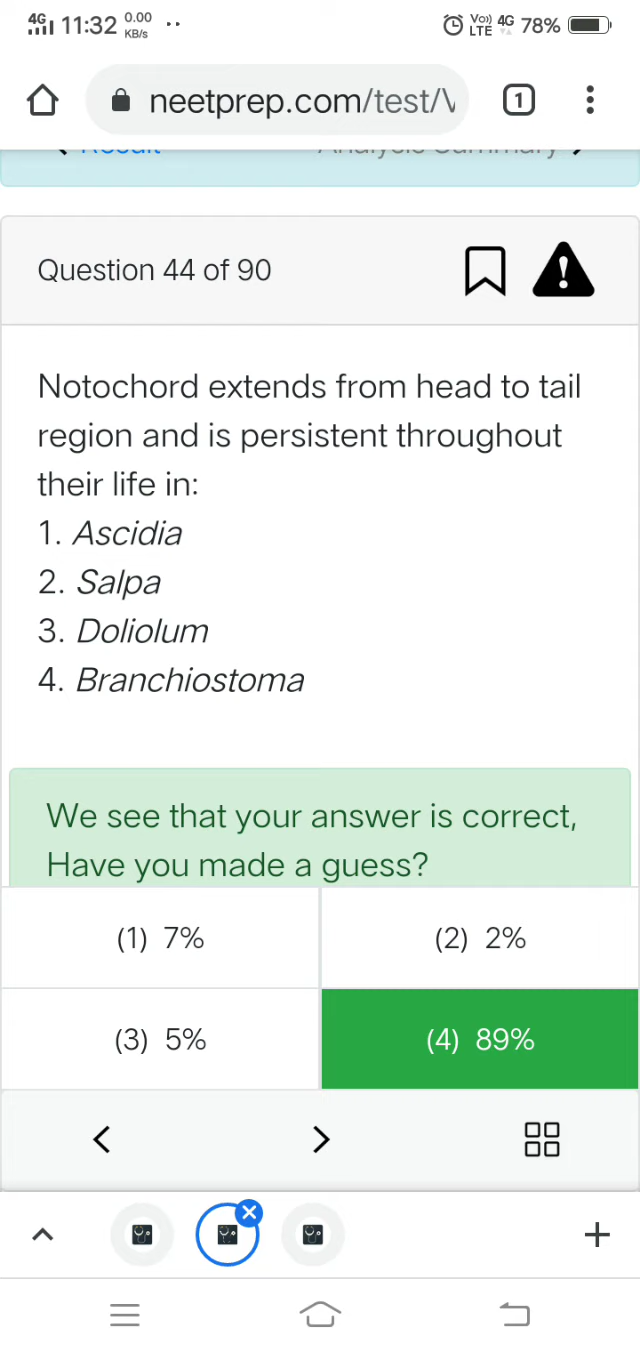 4G 11:32 0.00 KB/s ·· Vo)) LTE 4G 78%
neetprep.com/test/V 1
Question 44 of 90
Notochord extends from head to tail
region and is persistent throughout
their life in:
1. Ascidia
2. Salpa
3. Doliolum
4. Branchiostoma
We see that your answer is correct,
Have you made a guess?
(1) 7% (2) 2%
(3) 5% (4) 89%